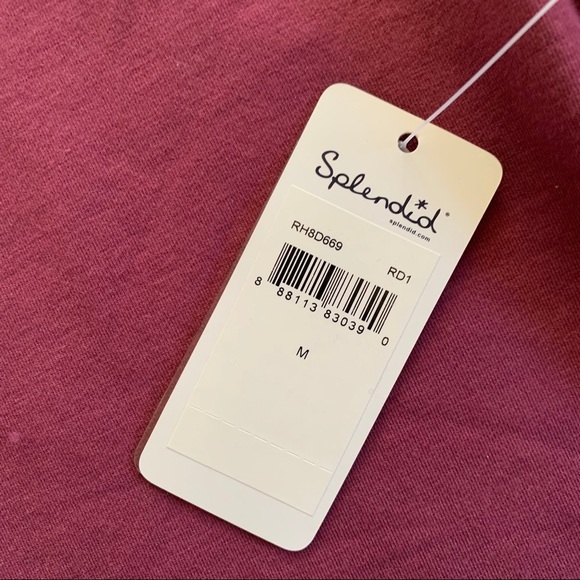 Splendid®
splendid.com
RH8D669 RD1
8 88113 83039 0
M